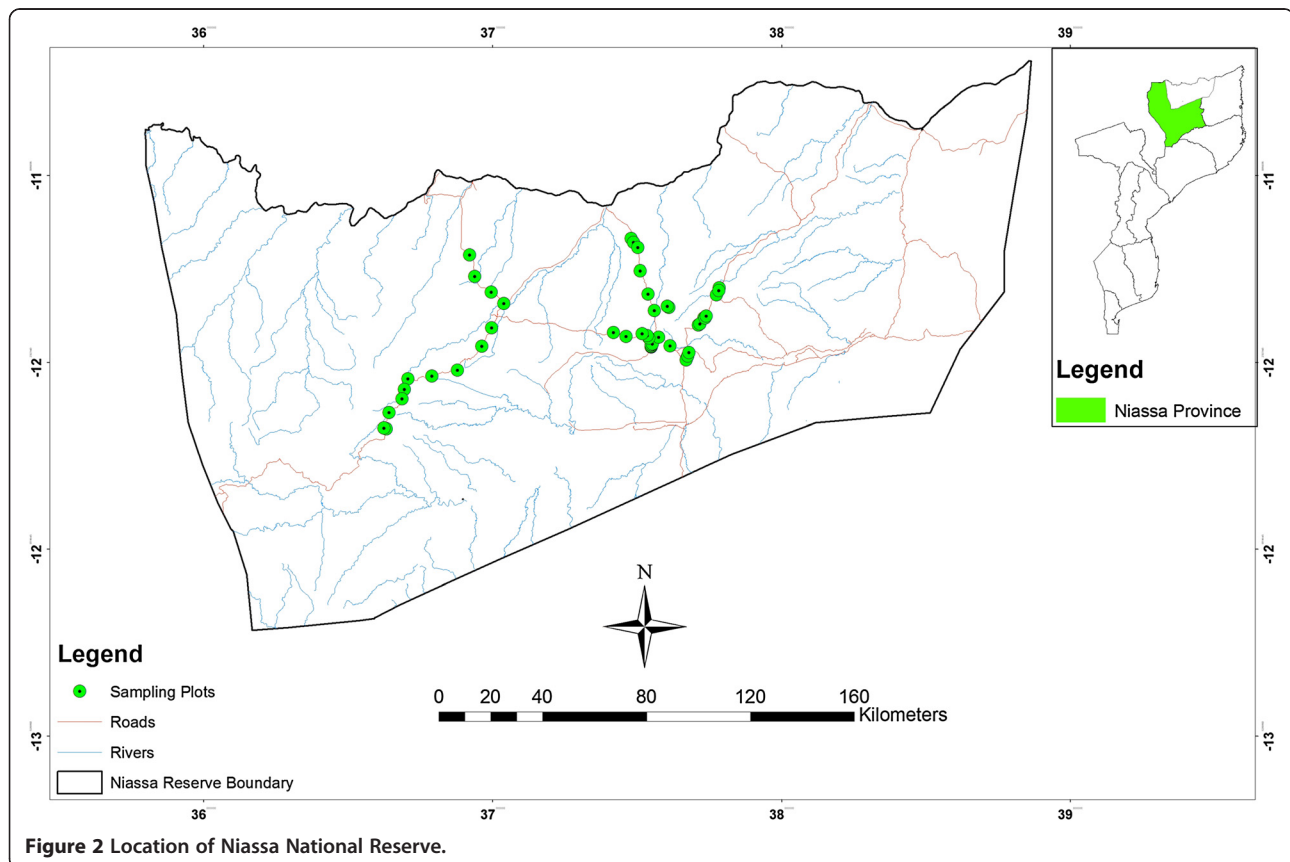 36 37 38 39
-11 -11
-12 -12
-12 -12
-13 -13
Legend
Niassa Province
N
Legend
Sampling Plots
Roads
Rivers
Niassa Reserve Boundary
0 20 40 80 120 160
Kilometers
36 37 38 39
Figure 2 Location of Niassa National Reserve.